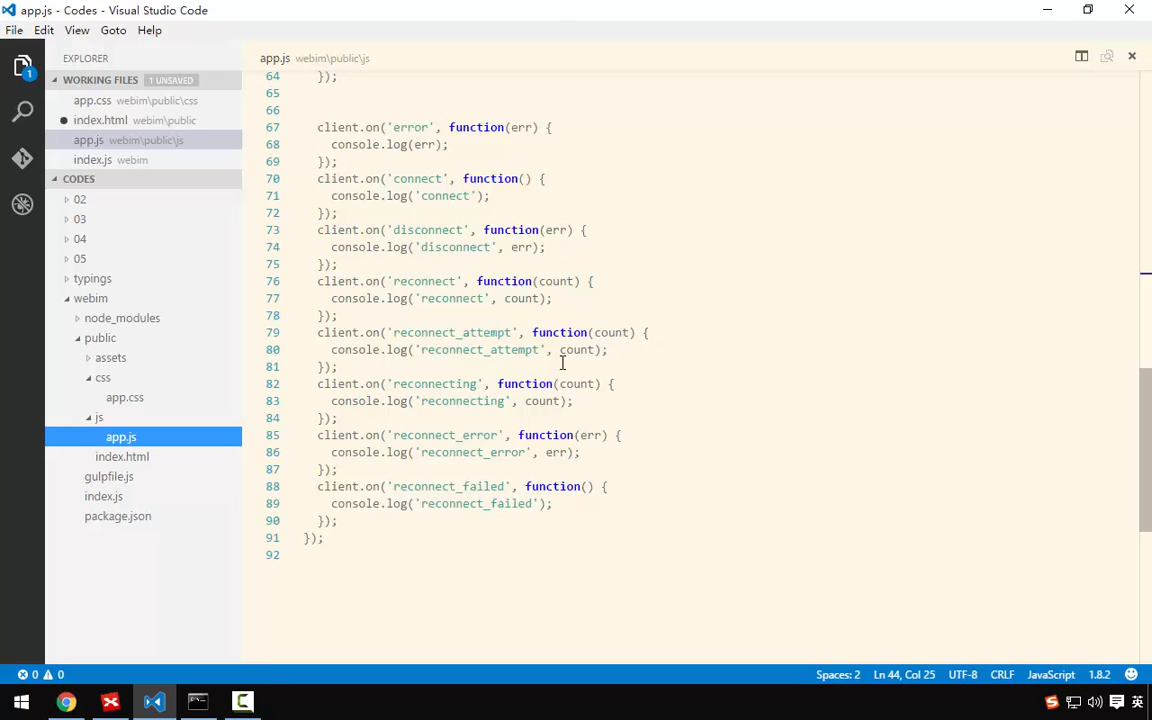 app.js - Codes - Visual Studio Code
File Edit View Goto Help
EXPLORER
WORKING FILES 1 UNSAVED
app.css webim\public\css
index.html webim\public
app.js webim\public\js
index.js webim
CODES
02
03
04
05
typings
webim
node_modules
public
assets
css
app.css
js
app.js
index.html
gulpfile.js
index.js
package.json
1
app.js webim\public\js
64 });
65
66
67 client.on('error', function(err) {
68 console.log(err);
69 });
70 client.on('connect', function() {
71 console.log('connect');
72 });
73 client.on('disconnect', function(err) {
74 console.log('disconnect', err);
75 });
76 client.on('reconnect', function(count) {
77 console.log('reconnect', count);
78 });
79 client.on('reconnect_attempt', function(count) {
80 console.log('reconnect_attempt', count);
81 });
82 client.on('reconnecting', function(count) {
83 console.log('reconnecting', count);
84 });
85 client.on('reconnect_error', function(err) {
86 console.log('reconnect_error', err);
87 });
88 client.on('reconnect_failed', function() {
89 console.log('reconnect_failed');
90 });
91 });
92
0 0 Spaces: 2 Ln 44, Col 25 UTF-8 CRLF JavaScript 1.8.2
英